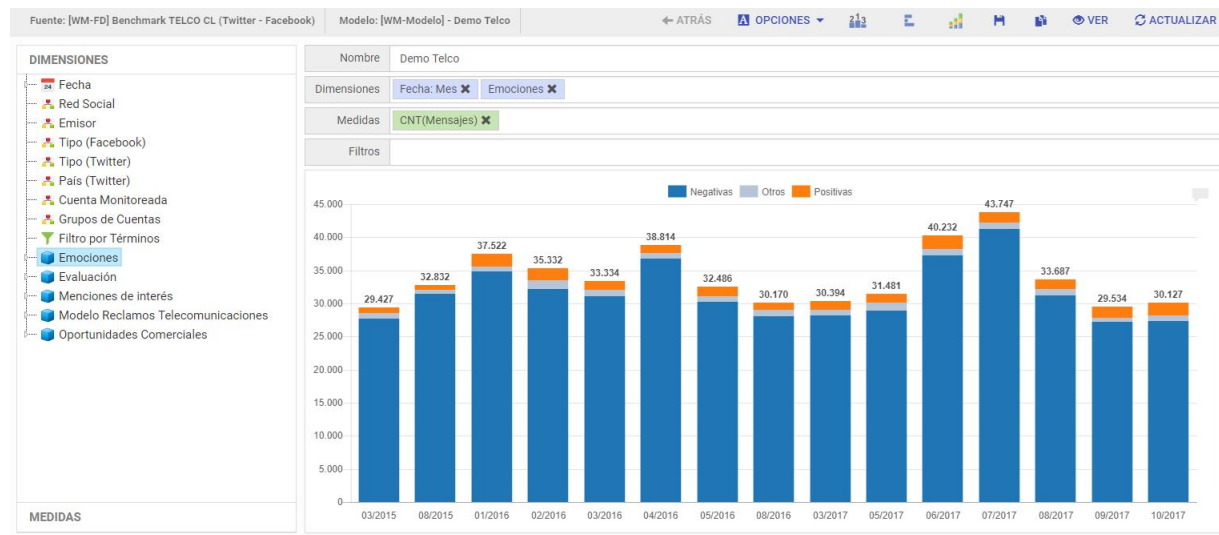 Fuente: [WM-FD] Benchmark TELCO CL (Twitter - Facebook) Modelo: [WM-Modelo] - Demo Telco ATRÁS A OPCIONES 213 VER ACTUALIZAR
DIMENSIONES
24 Fecha
Red Social
Emisor
Tipo (Facebook)
Tipo (Twitter)
País (Twitter)
Cuenta Monitoreada
Grupos de Cuentas
Filtro por Términos
Emociones
Evaluación
Menciones de interés
Modelo Reclamos Telecomunicaciones
Oportunidades Comerciales
MEDIDAS
Nombre Demo Telco
Dimensiones Fecha: Mes Emociones
Medidas CNT(Mensajes)
Filtros
Negativas Otros Positivas
45.000
40.000
35.000
30.000
25.000
20.000
15.000
10.000
5.000
0
29.427 32.832 37.522 35.332 33.334 38.814 32.486 30.170 30.394 31.481 40.232 43.747 33.687 29.534 30.127
03/2015 08/2015 01/2016 02/2016 03/2016 04/2016 05/2016 08/2016 03/2017 05/2017 06/2017 07/2017 08/2017 09/2017 10/2017